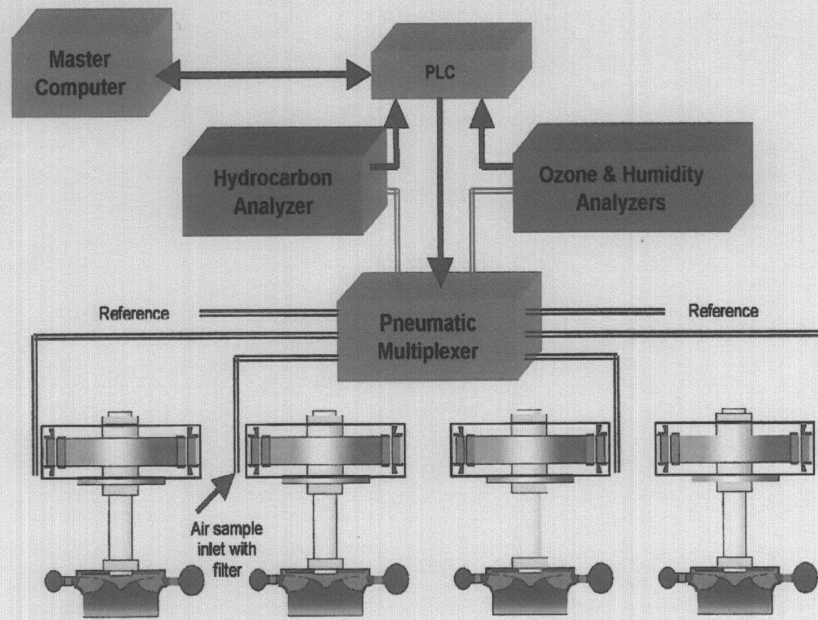 Master
Computer
PLC
Hydrocarbon
Analyzer
Ozone & Humidity
Analyzers
Reference
Pneumatic
Multiplexer
Reference
Air sample
inlet with
filter